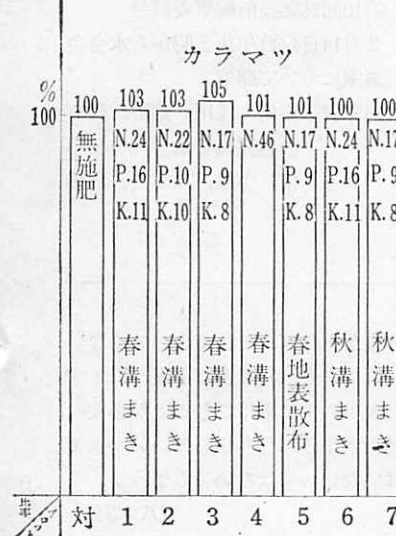 カラマツ
%
100
100 103 103 105 101 101 100 100
無施肥
N.24 N.22 N.17 N.46 N.17 N.24 N.17
P.16 P.10 P.9 P.9 P.16 P.9
K.11 K.10 K.8 K.8 K.11 K.8
春溝まき
春溝まき
春溝まき
春溝まき
春地表散布
秋溝まき
秋溝まき
対 1 2 3 4 5 6 7